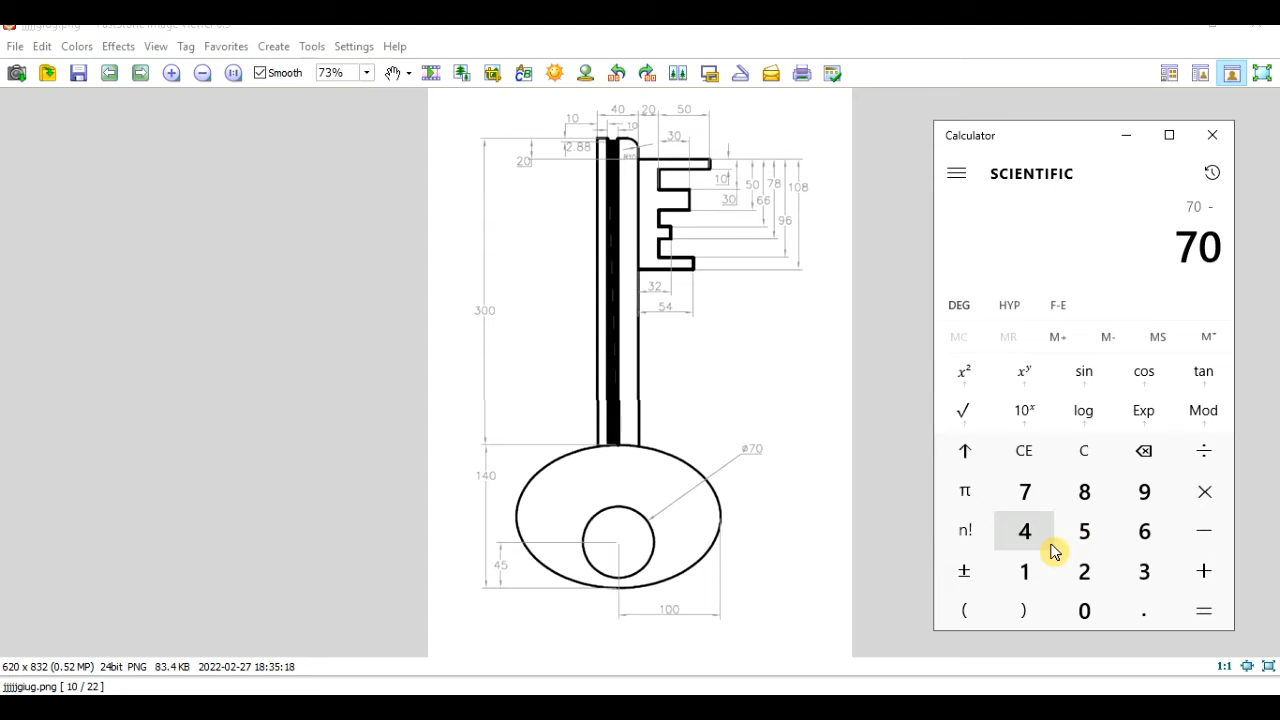 File Edit Colors Effects View Tag Favorites Create Tools Settings Help
Smooth 73%
40 20 50
10 10
30
2.88
20
10 50 78 108
30 66
96
32
54
300
ø70
140
45
100
Calculator
SCIENTIFIC
70 -
70
DEG HYP F-E
MC MR M+ M- MS M˅
x² xʸ sin cos tan
√ 10ˣ log Exp Mod
↑ CE C ⌫ ÷
π 7 8 9 ×
n! 4 5 6 −
± 1 2 3 +
( ) 0 . =
620 x 832 (0.52 MP) 24bit PNG 83.4 KB 2022-02-27 18:35:18
1:1
jjjjjgiug.png [ 10 / 22 ]